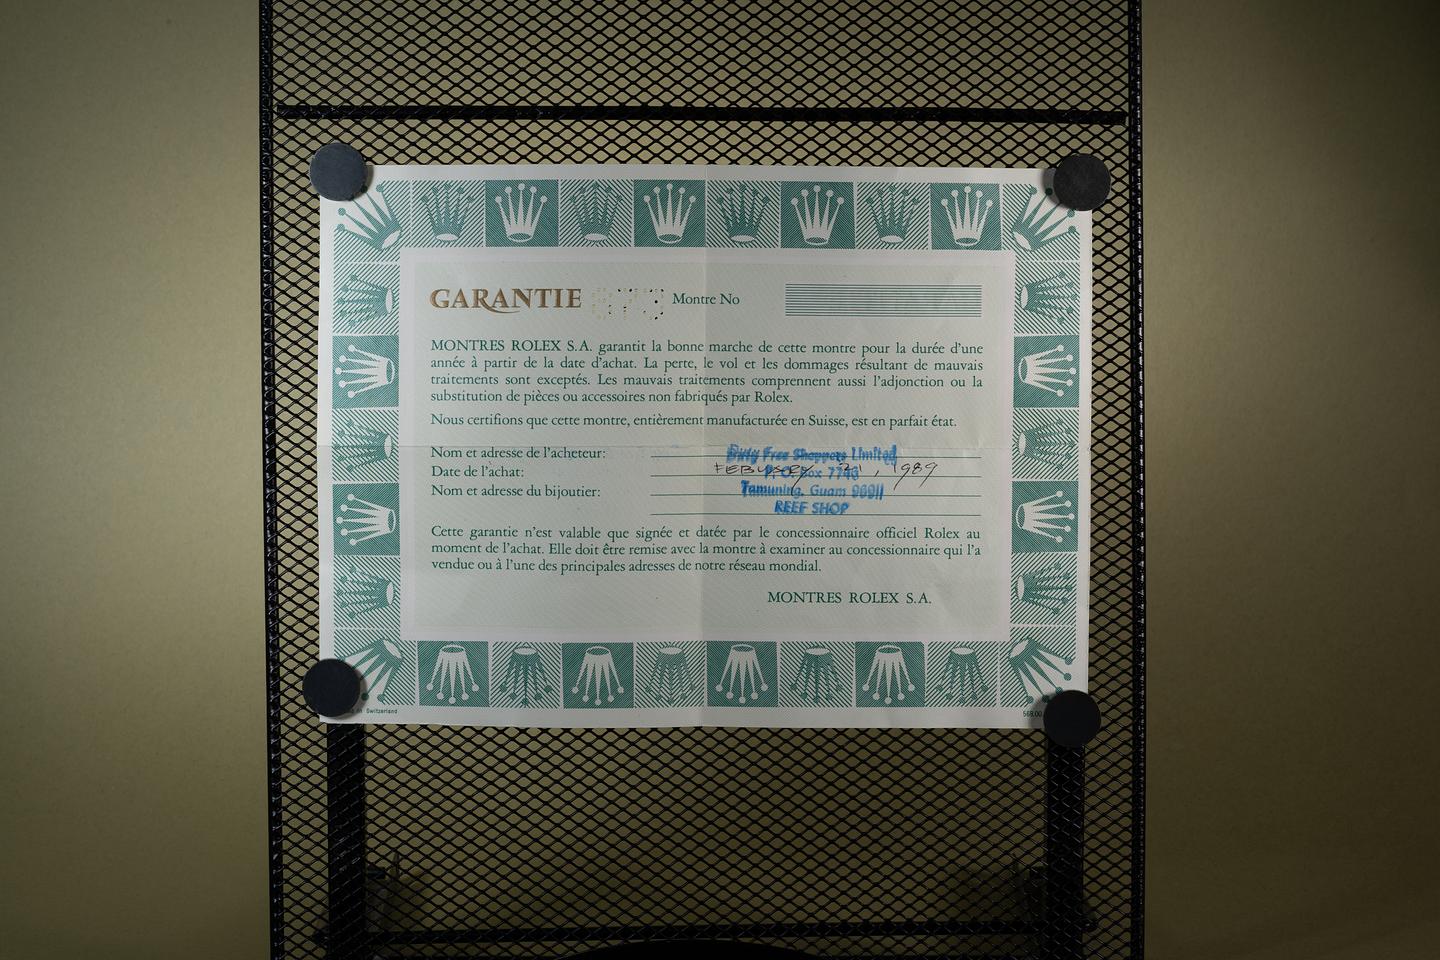 GARANTIE 873 Montre No
MONTRES ROLEX S.A. garantit la bonne marche de cette montre pour la durée d'une
année à partir de la date d'achat. La perte, le vol et les dommages résultant de mauvais
traitements sont exceptés. Les mauvais traitements comprennent aussi l'adjonction ou la
substitution de pièces ou accessoires non fabriqués par Rolex.
Nous certifions que cette montre, entièrement manufacturée en Suisse, est en parfait état.
Nom et adresse de l'acheteur:
Duty Free Shoppers Limited
Date de l'achat:
P.O. Box 7746
1989
Nom et adresse du bijoutier:
Tamuning, Guam 96911
REEF SHOP
Cette garantie n'est valable que signée et datée par le concessionnaire officiel Rolex au
moment de l'achat. Elle doit être remise avec la montre à examiner au concessionnaire qui l'a
vendue ou à l'une des principales adresses de notre réseau mondial.
MONTRES ROLEX S.A.
in Switzerland